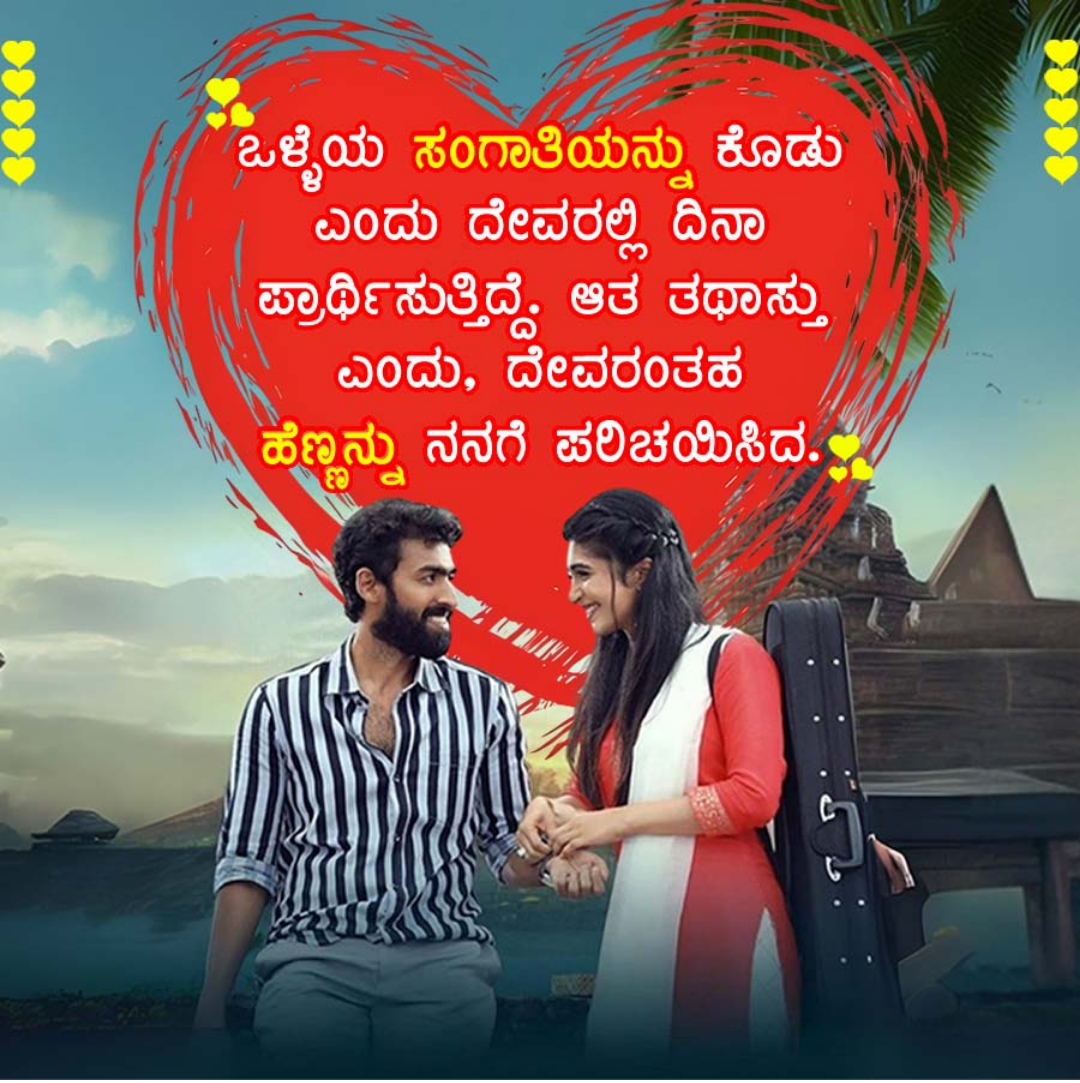 ಒಳ್ಳೆಯ ಸಂಗಾತಿಯನ್ನು ಕೊಡು
ಎಂದು ದೇವರಲ್ಲಿ ದಿನಾ
ಪ್ರಾರ್ಥಿಸುತ್ತಿದ್ದೆ. ಆತ ತಥಾಸ್ತು
ಎಂದು, ದೇವರಂತಹ
ಹೆಣ್ಣನ್ನು ನನಗೆ ಪರಿಚಯಿಸಿದ.